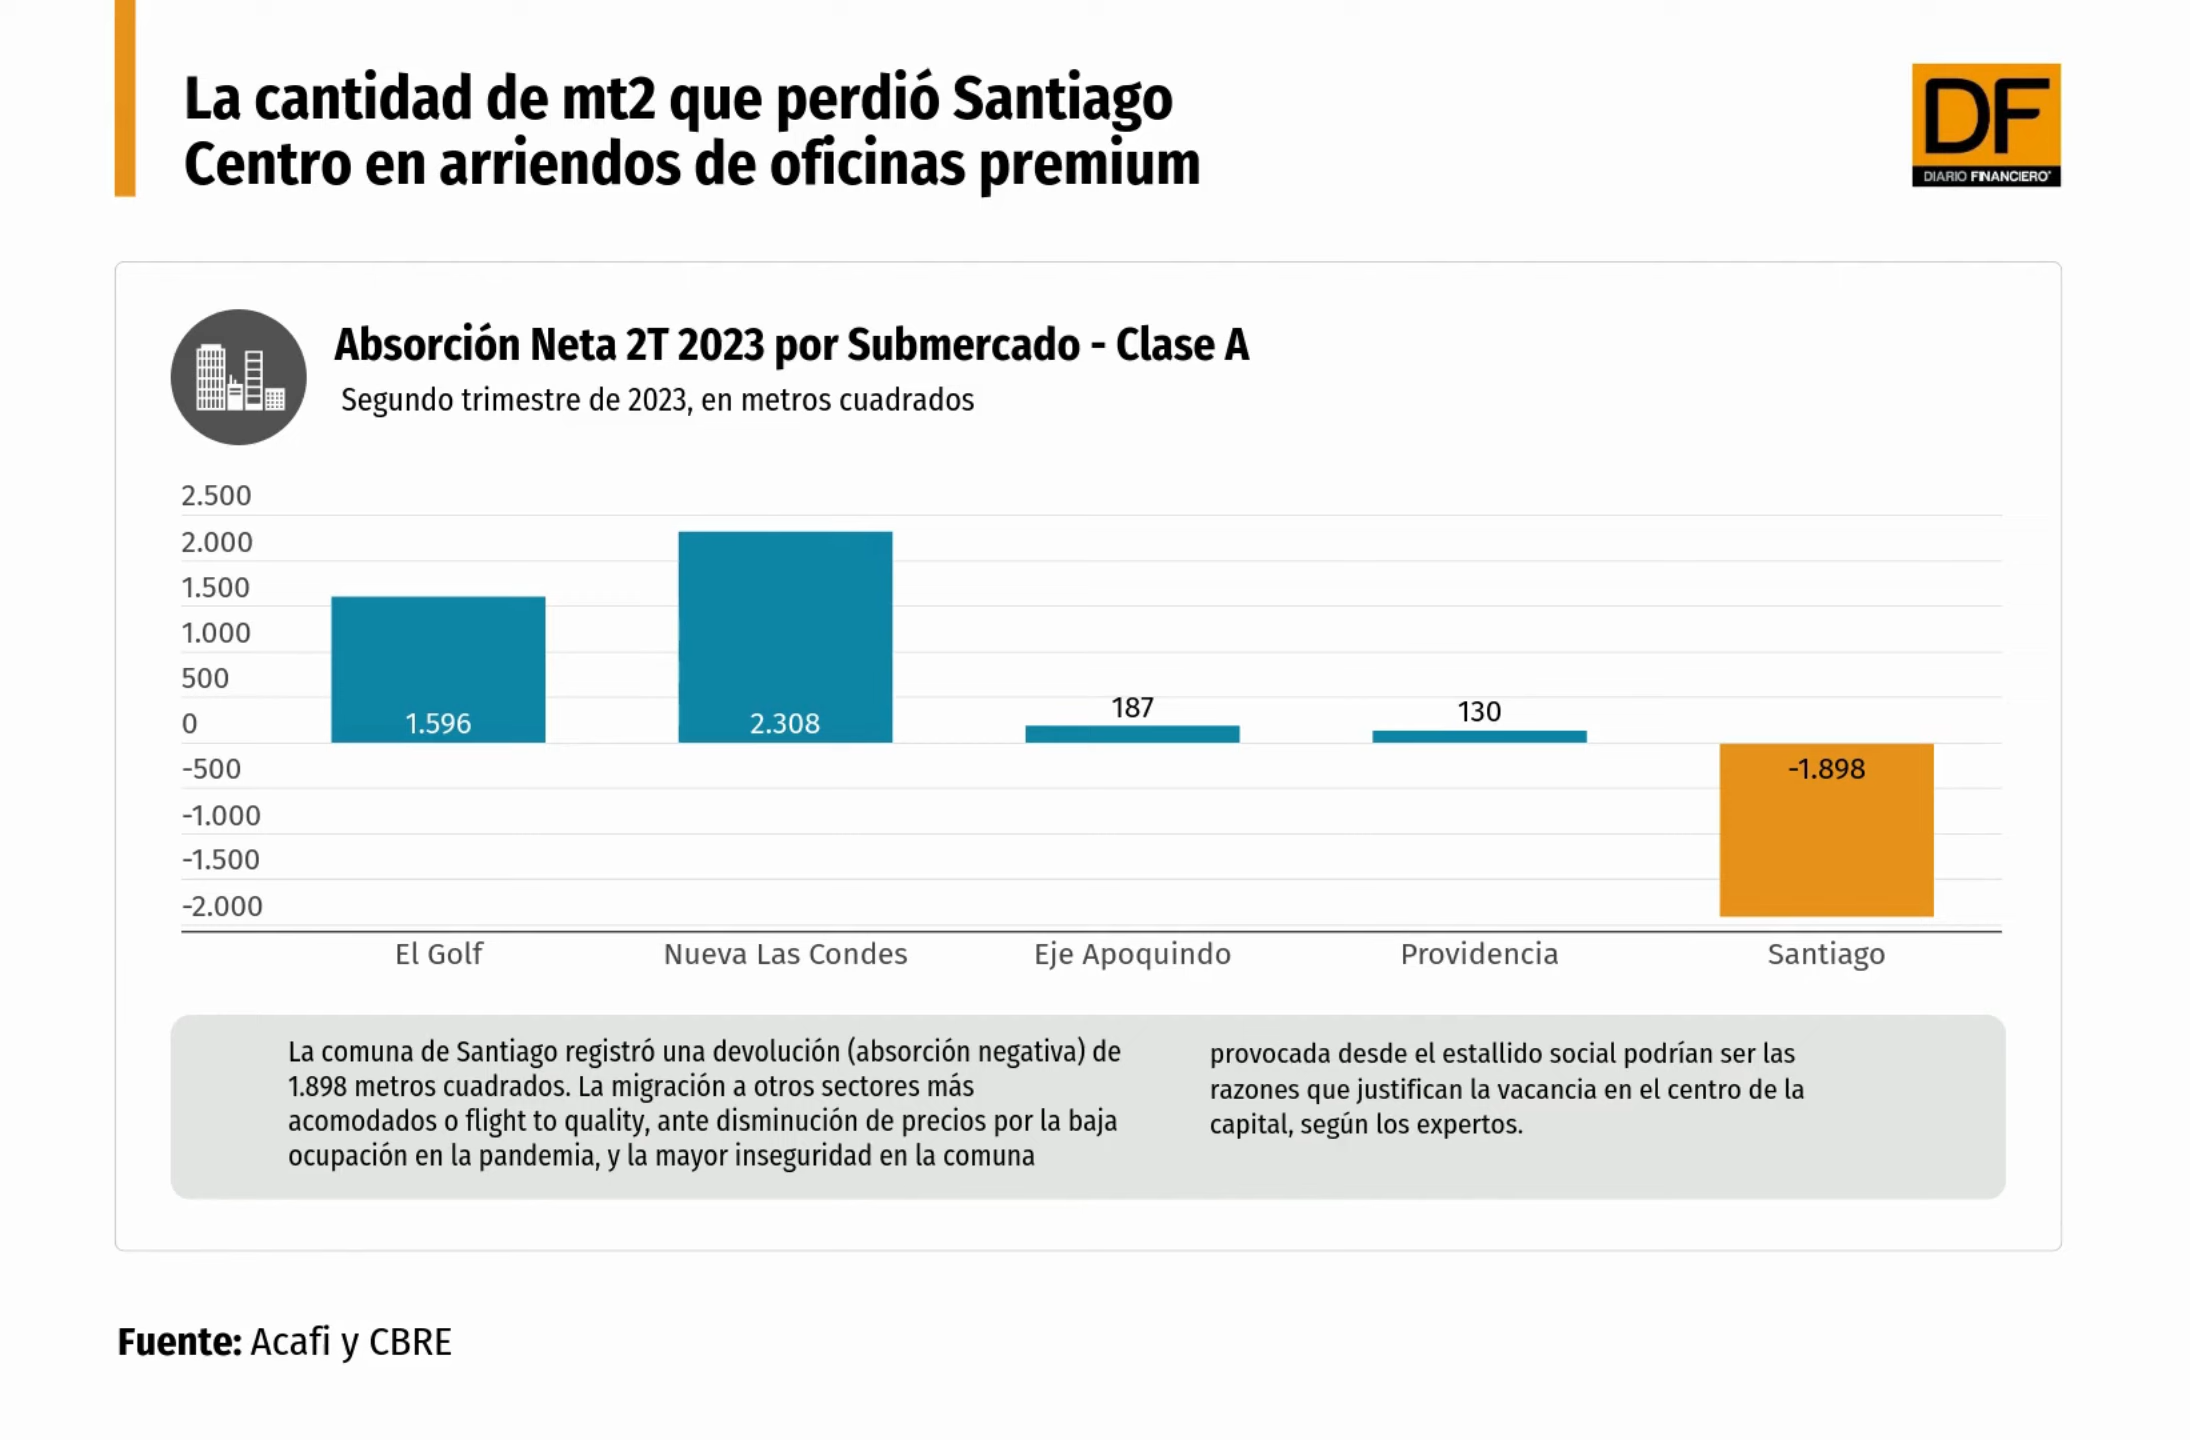 La cantidad de mt2 que perdió Santiago
Centro en arriendos de oficinas premium
DF
DIARIO FINANCIERO
Absorción Neta 2T 2023 por Submercado - Clase A
Segundo trimestre de 2023, en metros cuadrados
2.500
2.000
1.500
1.000
500
0
-500
-1.000
-1.500
-2.000
1.596
2.308
187
130
-1.898
El Golf
Nueva Las Condes
Eje Apoquindo
Providencia
Santiago
La comuna de Santiago registró una devolución (absorción negativa) de
1.898 metros cuadrados. La migración a otros sectores más
acomodados o flight to quality, ante disminución de precios por la baja
ocupación en la pandemia, y la mayor inseguridad en la comuna
provocada desde el estallido social podrían ser las
razones que justifican la vacancia en el centro de la
capital, según los expertos.
Fuente: Acafi y CBRE